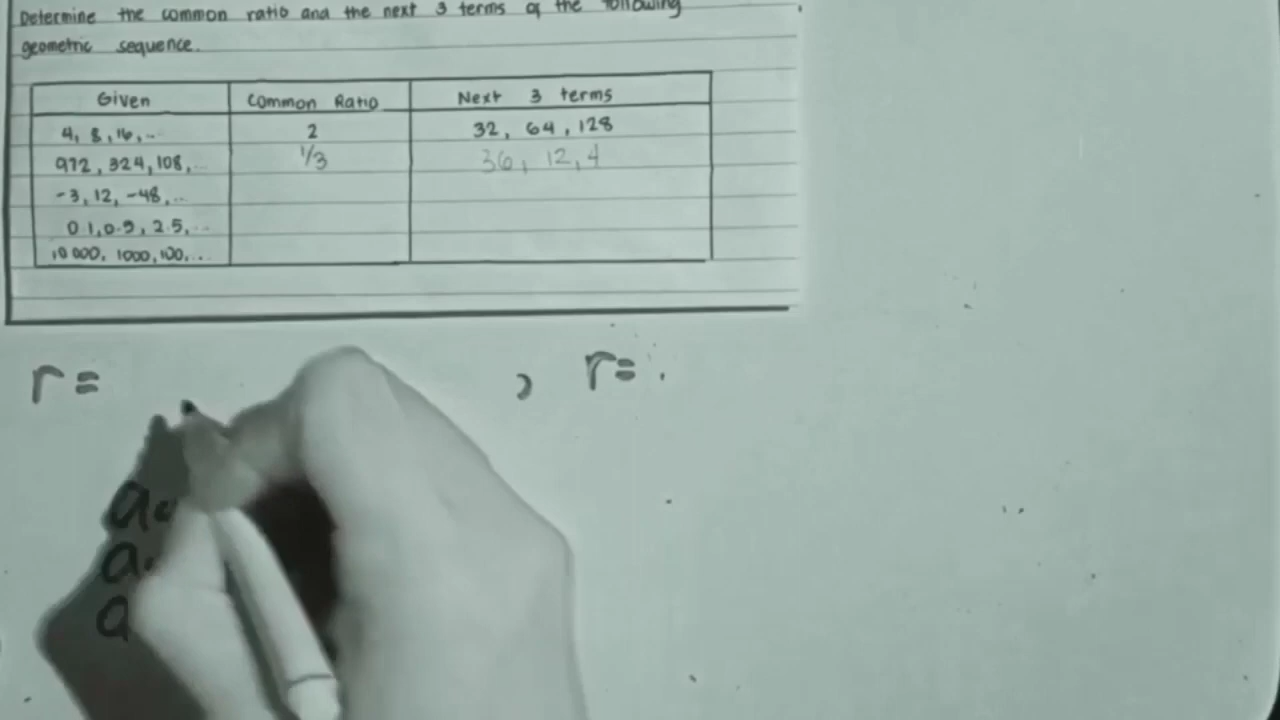 Determine the common ratio and the next 3 terms of the following
geometric sequence.
Given Common Ratio Next 3 terms
4, 8, 16, ... 2 32, 64, 128
972, 324, 108, ... 1/3 36, 12, 4
-3, 12, -48, ...
0.1, 0.5, 2.5, ...
10 000, 1000, 100, ...
r = , r = .
a
a
a